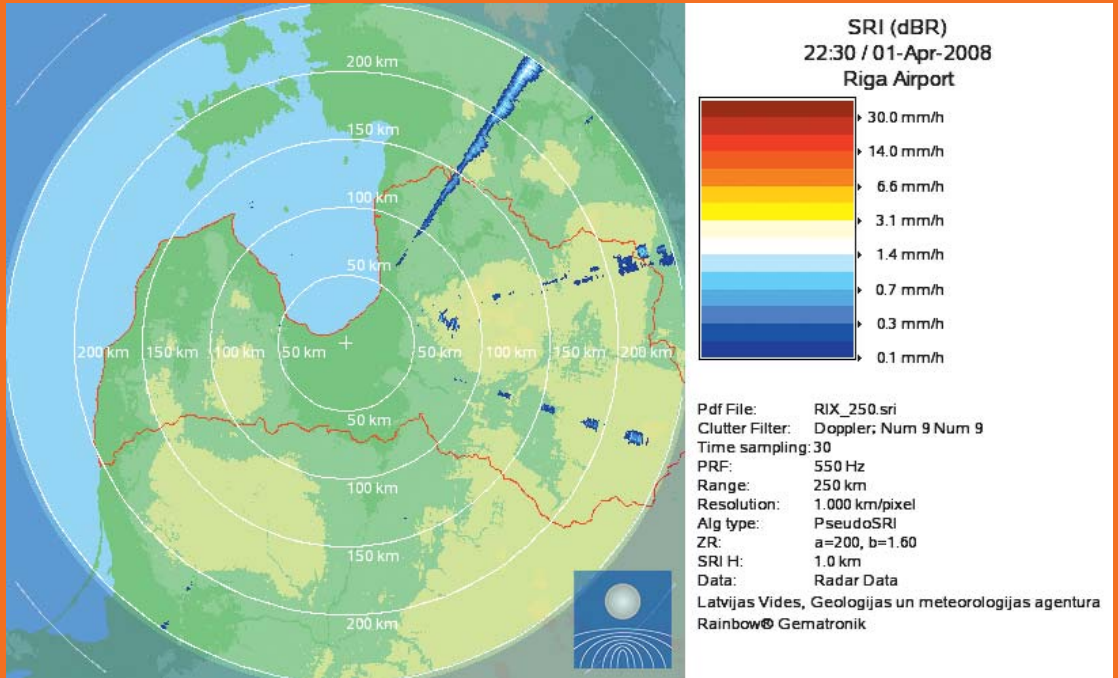 SRI (dBR)
22:30 / 01-Apr-2008
Riga Airport
30.0 mm/h
14.0 mm/h
6.6 mm/h
3.1 mm/h
1.4 mm/h
0.7 mm/h
0.3 mm/h
0.1 mm/h
Pdf File: RIX_250.sri
Clutter Filter: Doppler; Num 9 Num 9
Time sampling: 30
PRF: 550 Hz
Range: 250 km
Resolution: 1.000 km/pixel
Alg type: PseudoSRI
ZR: a=200, b=1.60
SRI H: 1.0 km
Data: Radar Data
Latvijas Vides, Geologijas un meteorologijas agentura
Rainbow® Gematronik
200 km
150 km
100 km
50 km
200 km 150 km 100 km 50 km 50 km 100 km 150 km 200 km
50 km
100 km
150 km
200 km